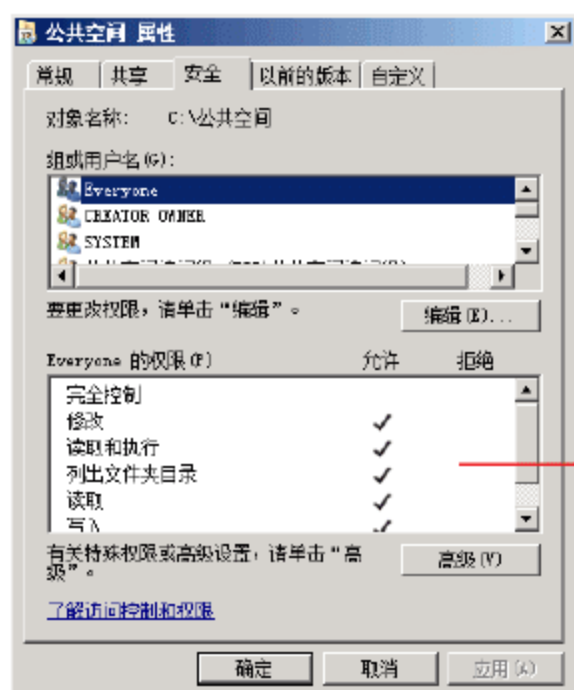 公共空间 属性
常规 共享 安全 以前的版本 自定义
对象名称: C:\公共空间
组或用户名(G):
Everyone
CREATOR OWNER
SYSTEM
要更改权限,请单击“编辑”。 编辑(E)...
Everyone 的权限(P) 允许 拒绝
完全控制
修改
读取和执行
列出文件夹目录
读取
写入
有关特殊权限或高级设置,请单击“高
级”。 高级(V)
了解访问控制和权限
确定 取消 应用(A)